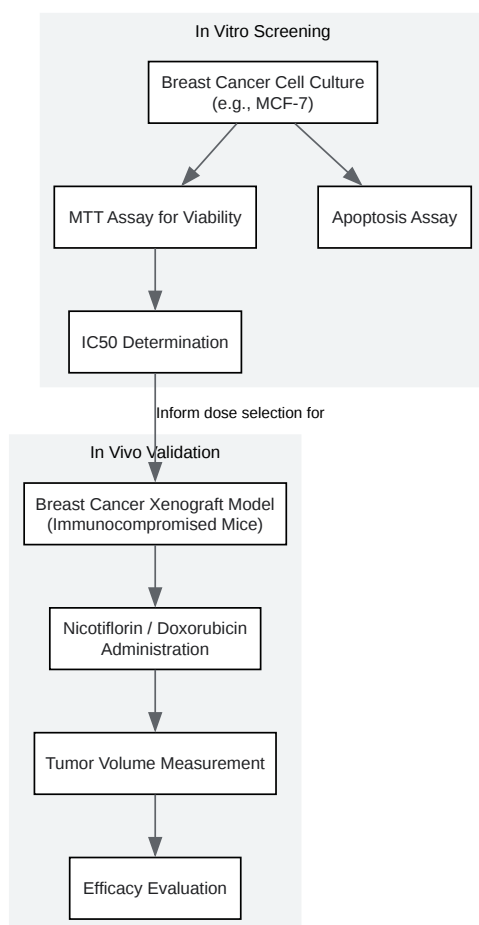 In Vitro Screening
Breast Cancer Cell Culture
(e.g., MCF-7)
MTT Assay for Viability
Apoptosis Assay
IC50 Determination
Inform dose selection for
In Vivo Validation
Breast Cancer Xenograft Model
(Immunocompromised Mice)
Nicotiflorin / Doxorubicin
Administration
Tumor Volume Measurement
Efficacy Evaluation